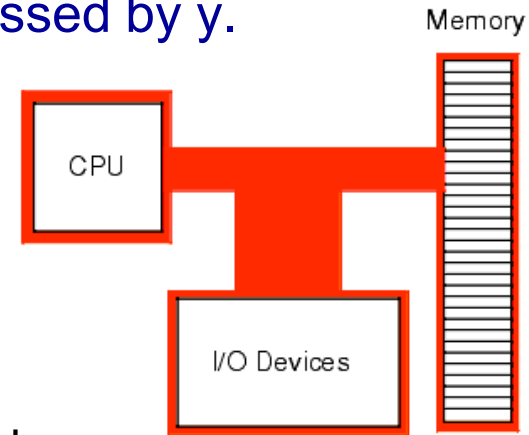 ssed by y.
Memory
CPU
I/O Devices
.